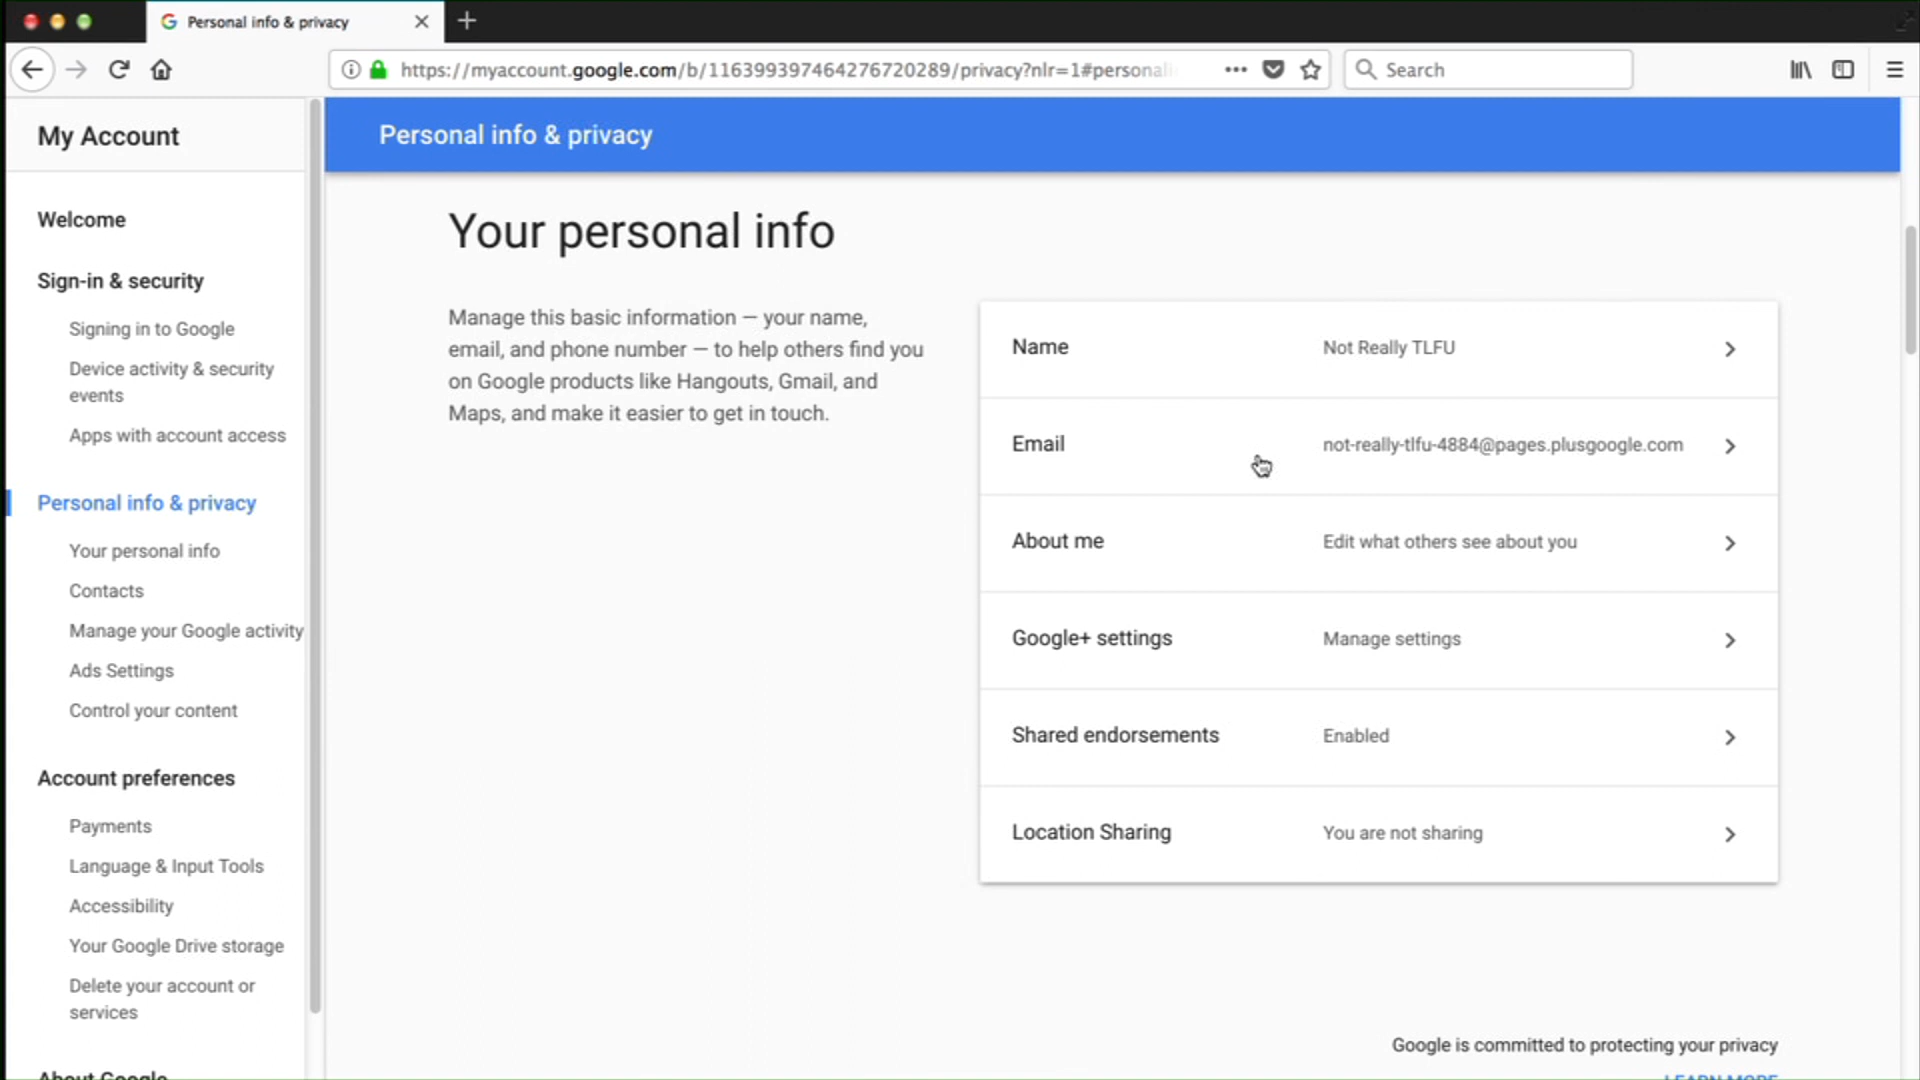 Personal info & privacy
https://myaccount.google.com/b/116399397464276720289/privacy?nlr=1#personali
Search
My Account
Welcome
Sign-in & security
Signing in to Google
Device activity & security
events
Apps with account access
Personal info & privacy
Your personal info
Contacts
Manage your Google activity
Ads Settings
Control your content
Account preferences
Payments
Language & Input Tools
Accessibility
Your Google Drive storage
Delete your account or
services
About Google
Personal info & privacy
Your personal info
Manage this basic information — your name,
email, and phone number — to help others find you
on Google products like Hangouts, Gmail, and
Maps, and make it easier to get in touch.
Name Not Really TLFU
Email not-really-tlfu-4884@pages.plusgoogle.com
About me Edit what others see about you
Google+ settings Manage settings
Shared endorsements Enabled
Location Sharing You are not sharing
Google is committed to protecting your privacy
LEARN MORE